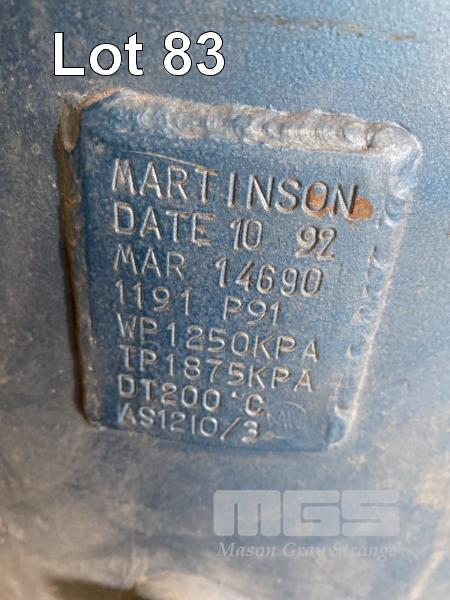 Lot 83
MARTINSON
DATE 10 92
MAR 14690
1191 P91
WP1250KPA
TP1875KPA
DT200°C
AS1210/3
MGS
Mason Gray Strange